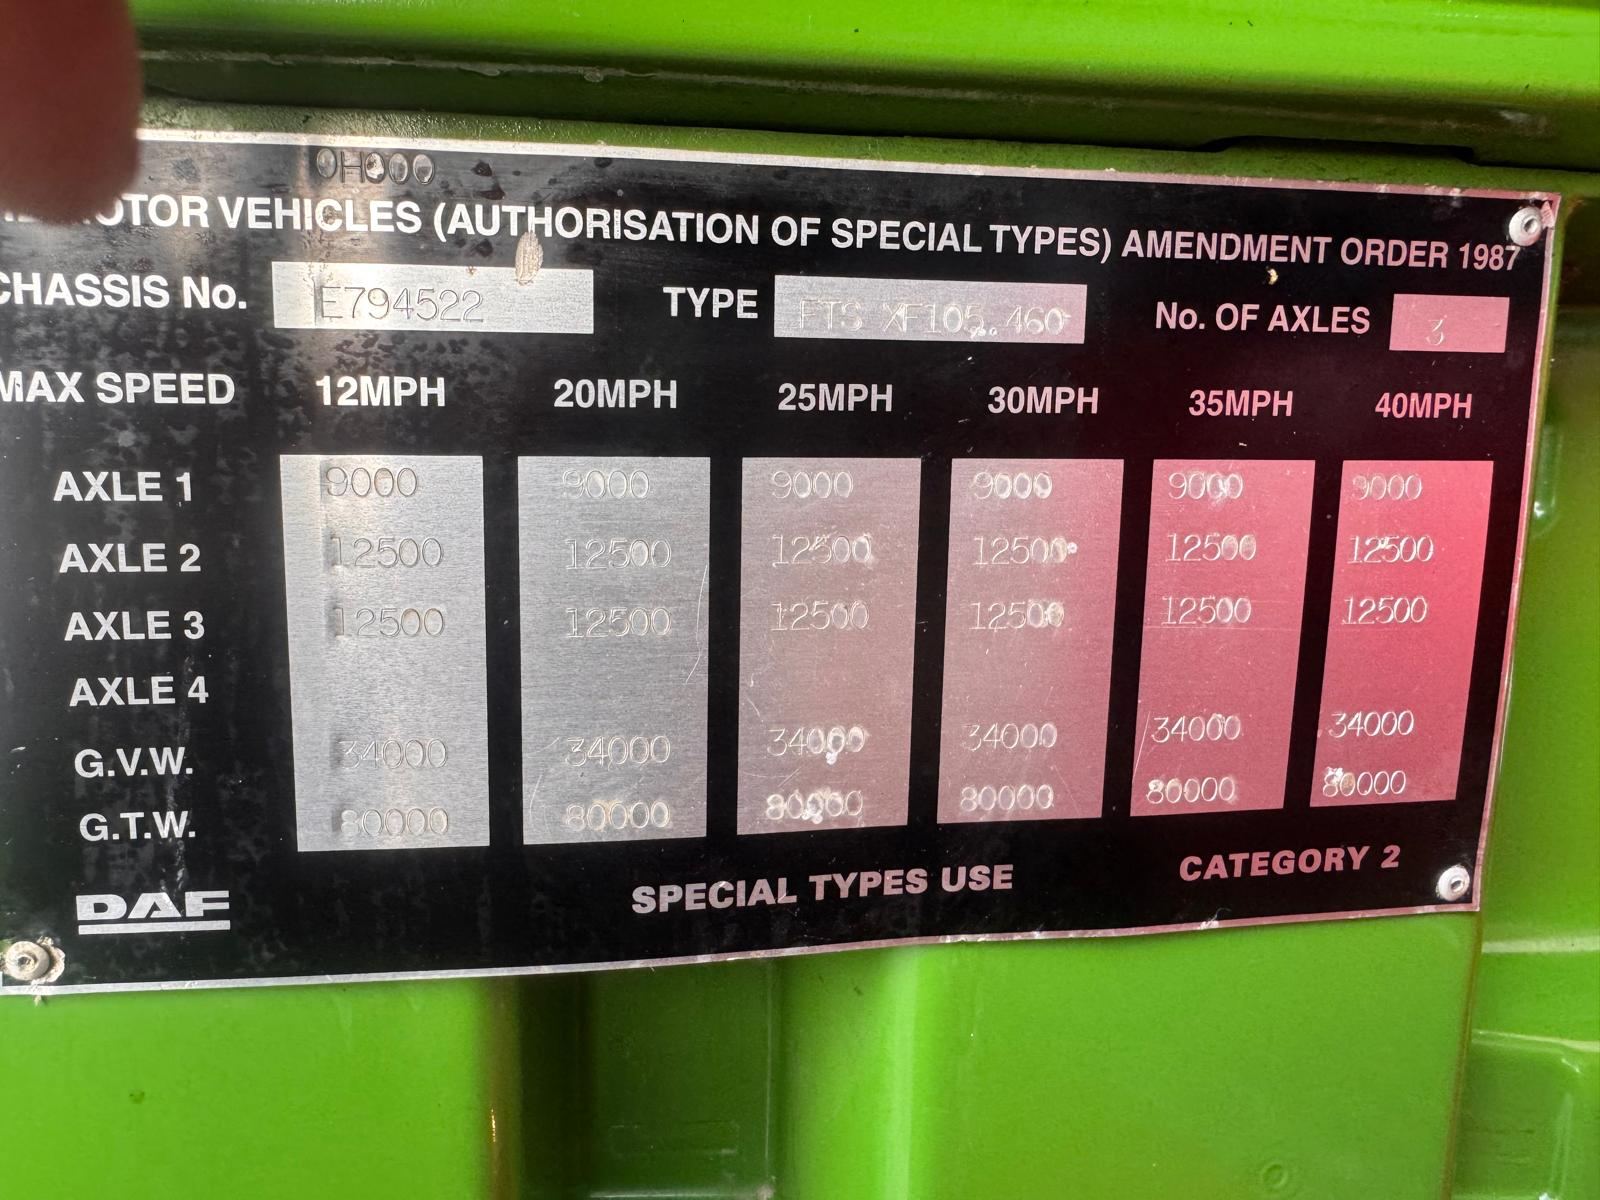 0H000
MOTOR VEHICLES (AUTHORISATION OF SPECIAL TYPES) AMENDMENT ORDER 1987
CHASSIS No. E794522 TYPE FTS XF105.460 No. OF AXLES 3
MAX SPEED 12MPH 20MPH 25MPH 30MPH 35MPH 40MPH
AXLE 1 9000 9000 9000 9000 9000 9000
AXLE 2 12500 12500 12500 12500 12500 12500
AXLE 3 12500 12500 12500 12500 12500 12500
AXLE 4
G.V.W. 34000 34000 34000 34000 34000 34000
G.T.W. 80000 80000 80000 80000 80000 80000
DAF SPECIAL TYPES USE CATEGORY 2